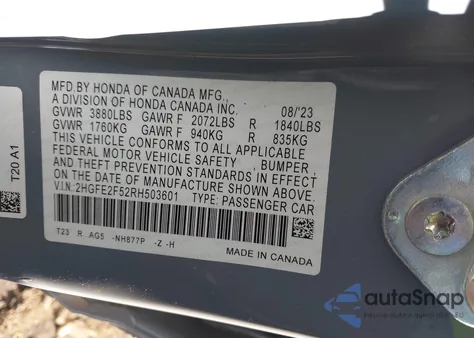 MFD.BY HONDA OF CANADA MFG.,
A DIVISION OF HONDA CANADA INC. 08/'23
GVWR 3880LBS GAWR F 2072LBS R 1840LBS
GVWR 1760KG GAWR F 940KG R 835KG
THIS VEHICLE CONFORMS TO ALL APPLICABLE
FEDERAL MOTOR VEHICLE SAFETY , BUMPER ,
AND THEFT PREVENTION STANDARDS IN EFFECT
ON THE DATE OF MANUFACTURE SHOWN ABOVE.
V.I.N:2HGFE2F52RH503601 TYPE: PASSENGER CAR
T23 R AG5 -NH877P -Z -H
MADE IN CANADA
T20 A1
autoSnap